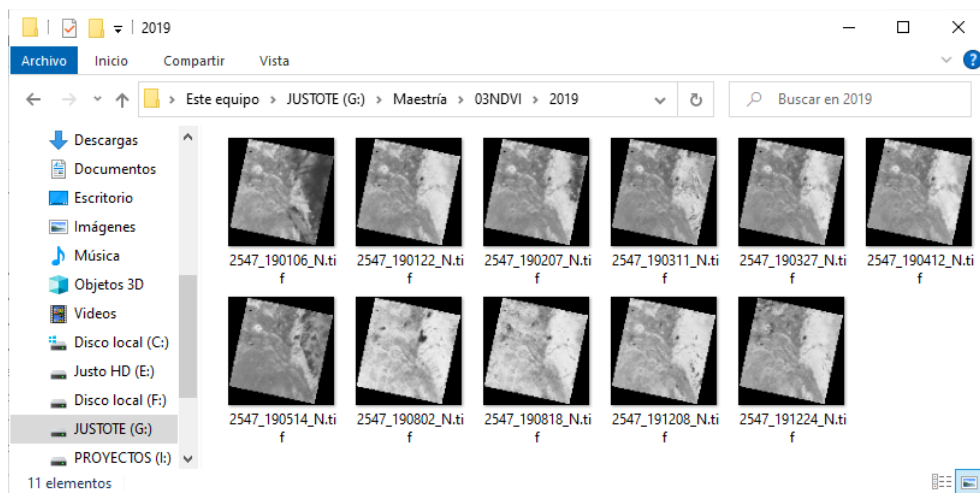 2019
Archivo Inicio Compartir Vista
Este equipo > JUSTOTE (G:) > Maestría > 03NDVI > 2019
Buscar en 2019
Descargas
Documentos
Escritorio
Imágenes
Música
Objetos 3D
Videos
Disco local (C:)
Justo HD (E:)
Disco local (F:)
JUSTOTE (G:)
PROYECTOS (I:)
2547_190106_N.ti
f
2547_190122_N.ti
f
2547_190207_N.ti
f
2547_190311_N.ti
f
2547_190327_N.ti
f
2547_190412_N.ti
f
2547_190514_N.ti
f
2547_190802_N.ti
f
2547_190818_N.ti
f
2547_191208_N.ti
f
2547_191224_N.ti
f
11 elementos